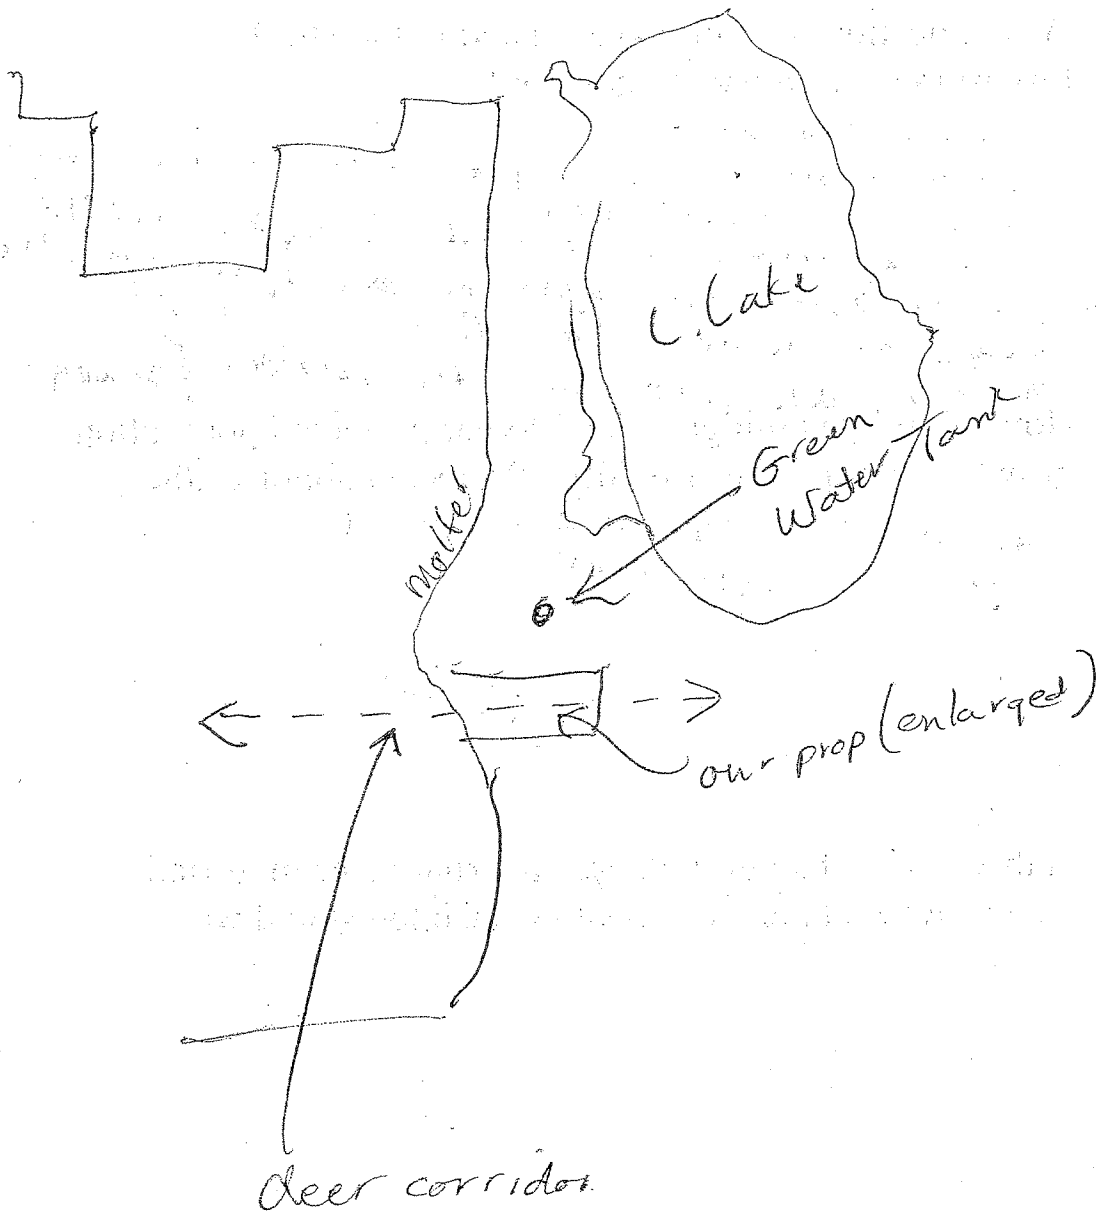 L. Lake
Green
Water Tank
Molter
our prop (enlarged)
deer corridor